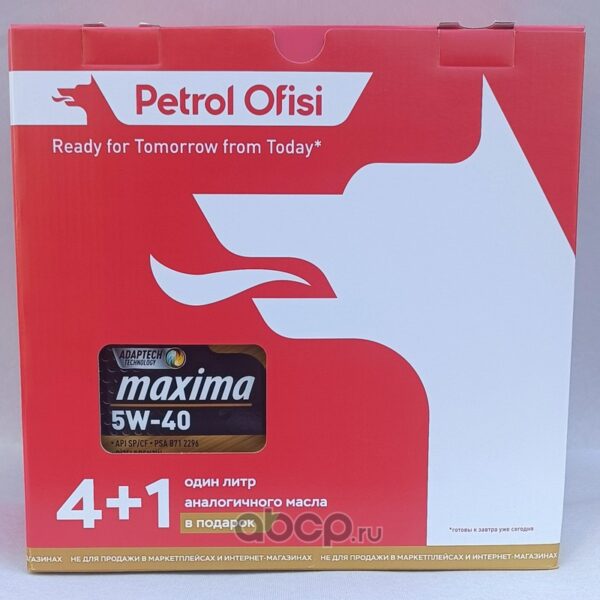 Petrol Ofisi
Ready for Tomorrow from Today*
ADAPTECH
TECHNOLOGY
maxima
5W-40
• API SP/CF • PSA B71 2296
4+1
один литр
аналогичного масла
в подарок
abcp.ru
*готовы к завтра уже сегодня
ГАЗИНАХ НЕ ДЛЯ ПРОДАЖИ В МАРКЕТПЛЕЙСАХ И ИНТЕРНЕТ-МАГАЗИНАХ НЕ ДЛЯ ПРОДАЖИ В МАРКЕТПЛЕЙСАХ И ИНТЕРНЕТ-МАГАЗИНАХ